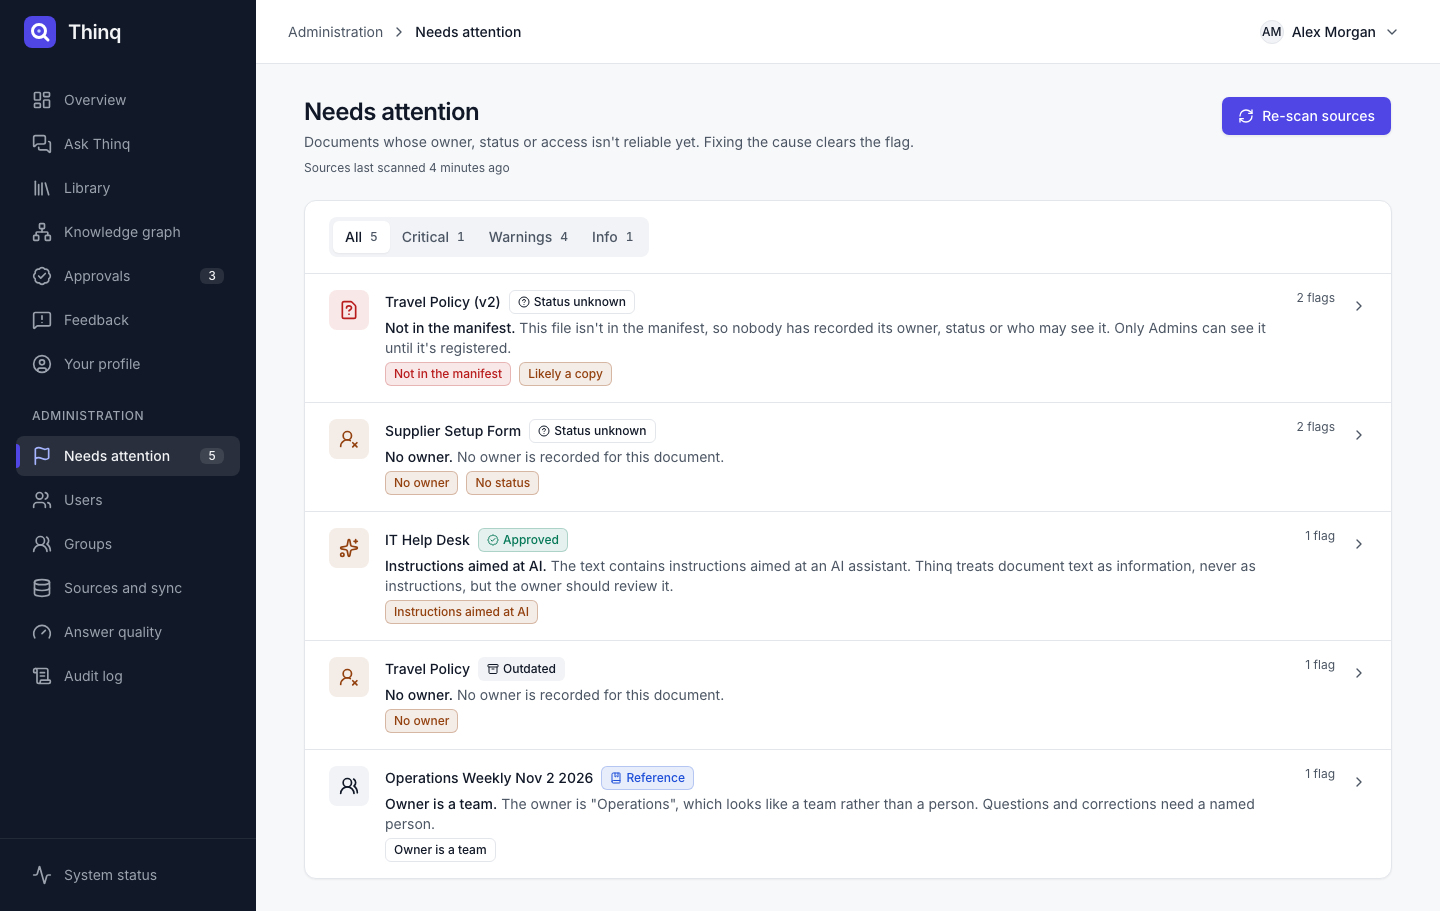 Thinq
Administration > Needs attention
AM Alex Morgan
Overview
Ask Thinq
Library
Knowledge graph
Approvals 3
Feedback
Your profile
ADMINISTRATION
Needs attention 5
Users
Groups
Sources and sync
Answer quality
Audit log
System status
Needs attention
Documents whose owner, status or access isn't reliable yet. Fixing the cause clears the flag.
Sources last scanned 4 minutes ago
Re-scan sources
All 5 Critical 1 Warnings 4 Info 1
Travel Policy (v2) Status unknown 2 flags
Not in the manifest. This file isn't in the manifest, so nobody has recorded its owner, status or who may see it. Only Admins can see it
until it's registered.
Not in the manifest Likely a copy
Supplier Setup Form Status unknown 2 flags
No owner. No owner is recorded for this document.
No owner No status
IT Help Desk Approved 1 flag
Instructions aimed at AI. The text contains instructions aimed at an AI assistant. Thinq treats document text as information, never as
instructions, but the owner should review it.
Instructions aimed at AI
Travel Policy Outdated 1 flag
No owner. No owner is recorded for this document.
No owner
Operations Weekly Nov 2 2026 Reference 1 flag
Owner is a team. The owner is "Operations", which looks like a team rather than a person. Questions and corrections need a named
person.
Owner is a team